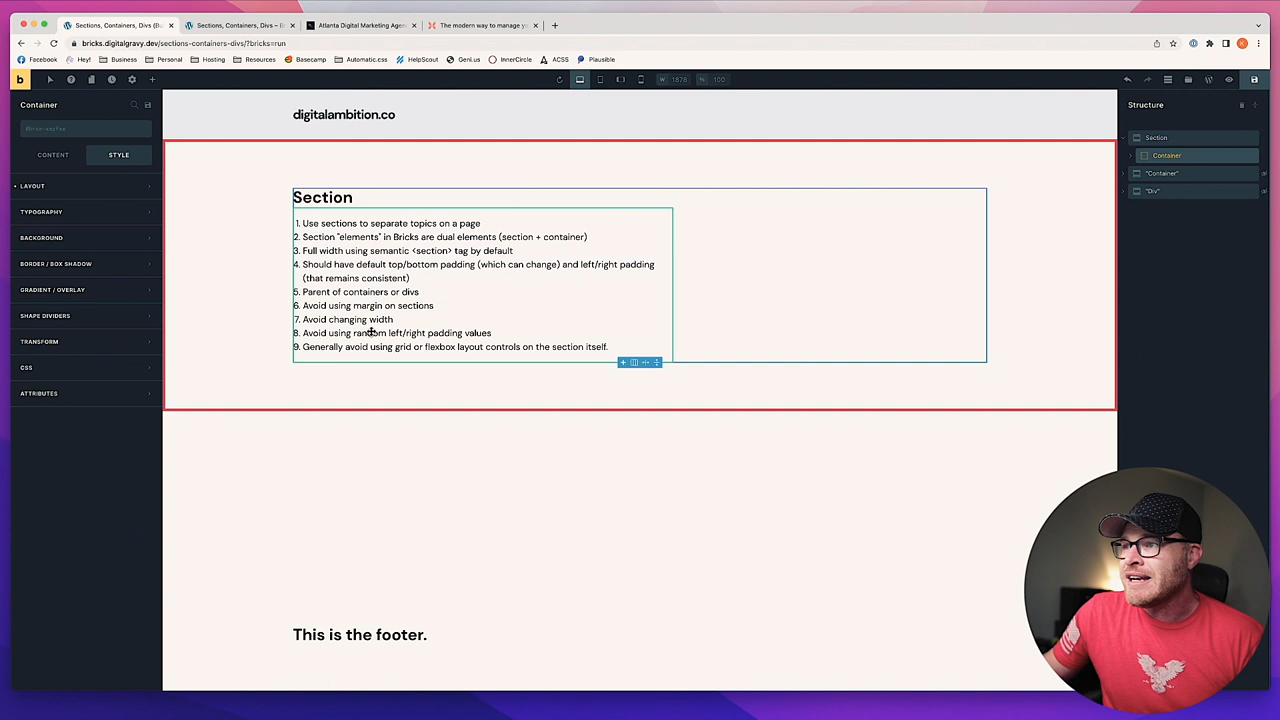 Sections, Containers, Divs (Bu
Sections, Containers, Divs – B
Atlanta Digital Marketing Agen
The modern way to manage yo
bricks.digitalgravy.dev/sections-containers-divs/?bricks=run
Facebook
Hey!
Business
Personal
Hosting
Resources
Basecamp
Automatic.css
HelpScout
Geni.us
InnerCircle
ACSS
Plausible
b
W 1878 % 100
Container
CONTENT
STYLE
LAYOUT
TYPOGRAPHY
BACKGROUND
BORDER / BOX SHADOW
GRADIENT / OVERLAY
SHAPE DIVIDERS
TRANSFORM
CSS
ATTRIBUTES
digitalambition.co
Section
1. Use sections to separate topics on a page
2. Section "elements" in Bricks are dual elements (section + container)
3. Full width using semantic <section> tag by default
4. Should have default top/bottom padding (which can change) and left/right padding
(that remains consistent)
5. Parent of containers or divs
6. Avoid using margin on sections
7. Avoid changing width
8. Avoid using random left/right padding values
9. Generally avoid using grid or flexbox layout controls on the section itself.
This is the footer.
Structure
Section
Container
"Container"
"Div"